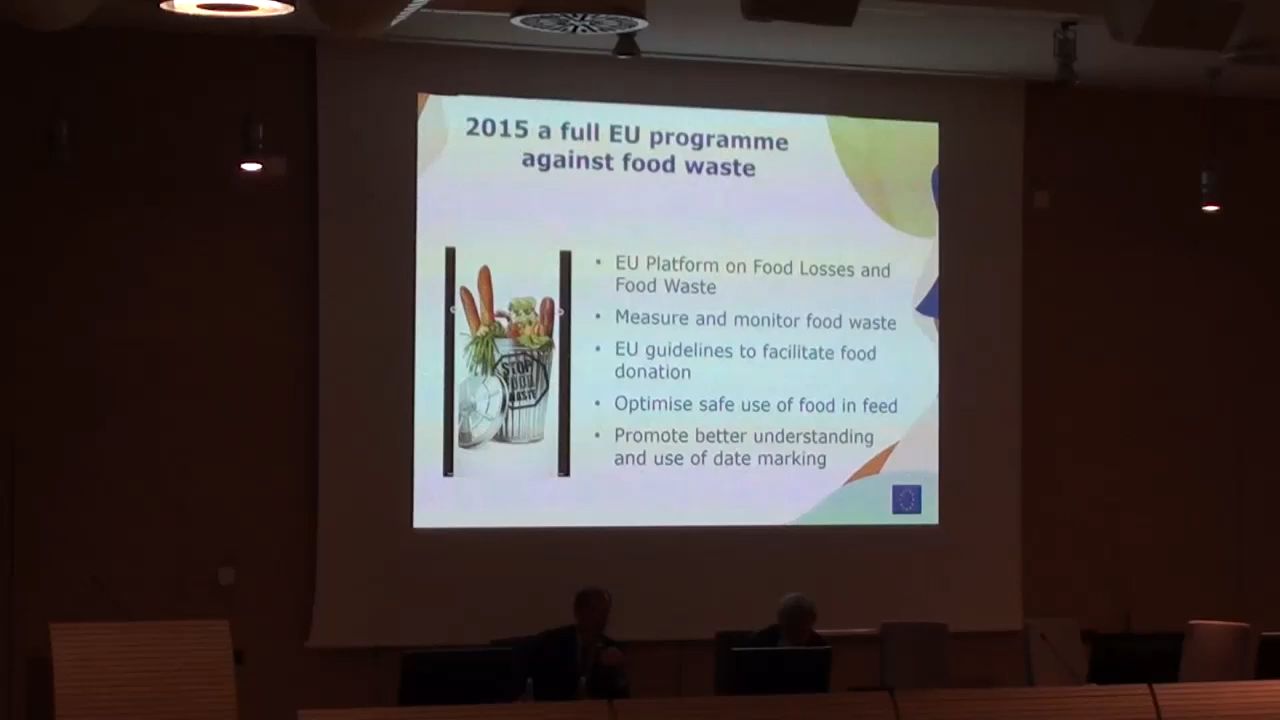 2015 a full EU programme
against food waste
• EU Platform on Food Losses and
Food Waste
• Measure and monitor food waste
• EU guidelines to facilitate food
donation
• Optimise safe use of food in feed
• Promote better understanding
and use of date marking
STOP
FOOD
WASTE